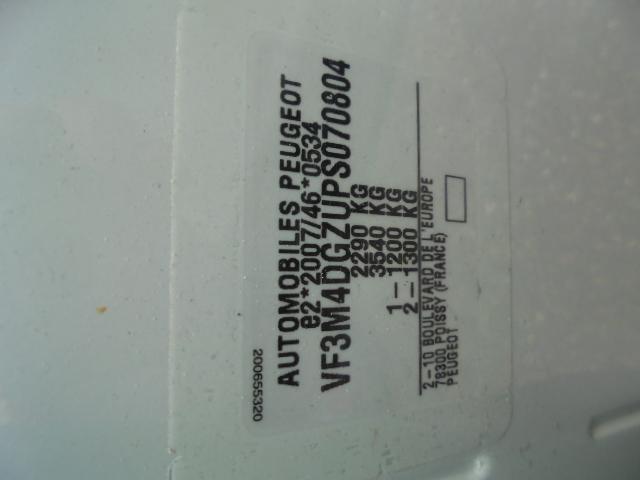 AUTOMOBILES PEUGEOT
e2*2007/46*0534
VF3M4DGZUPS070804
2290 KG
3540 KG
1- 1200 KG
2- 1300 KG
2-10 BOULEVARD DE L'EUROPE
78300 POISSY (FRANCE)
PEUGEOT
200655320